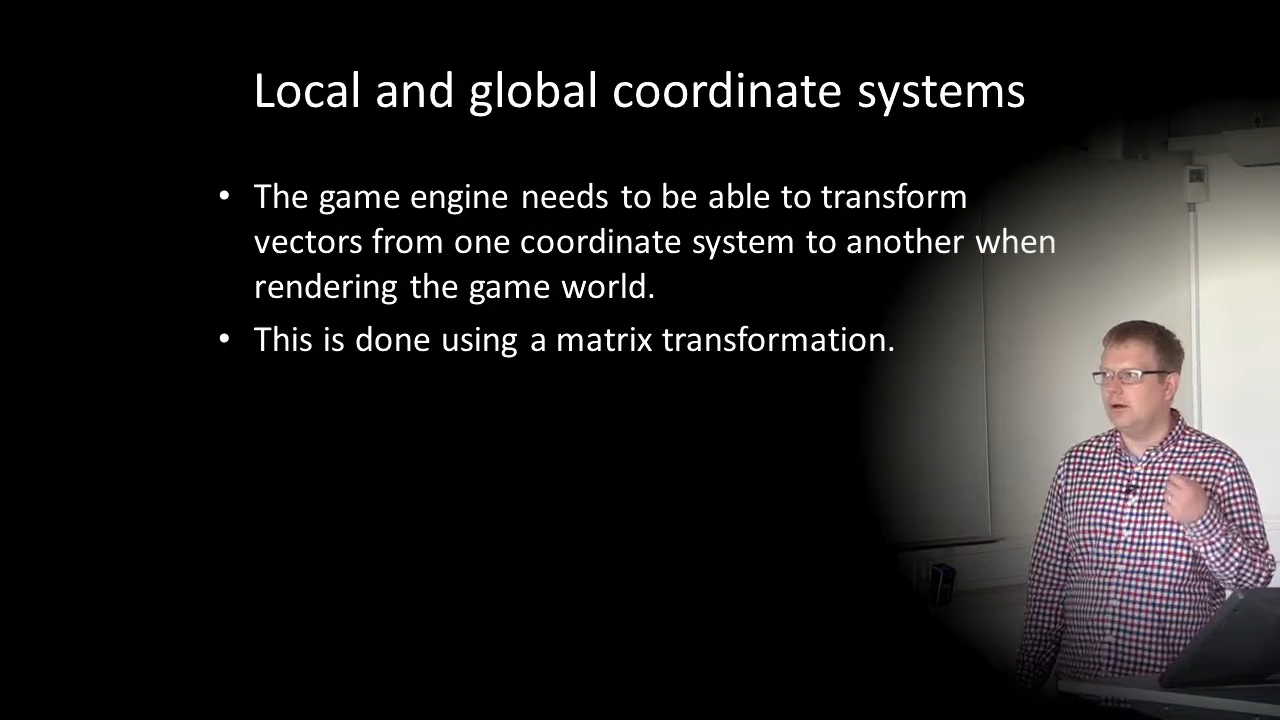 Local and global coordinate systems
• The game engine needs to be able to transform
vectors from one coordinate system to another when
rendering the game world.
• This is done using a matrix transformation.